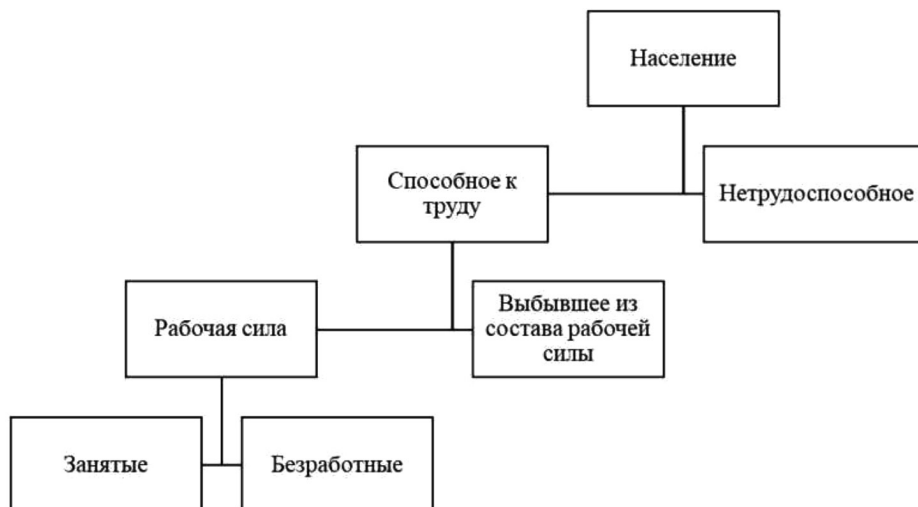 Население
Способное к
труду
Нетрудоспособное
Рабочая сила
Выбывшее из
состава рабочей
силы
Занятые
Безработные